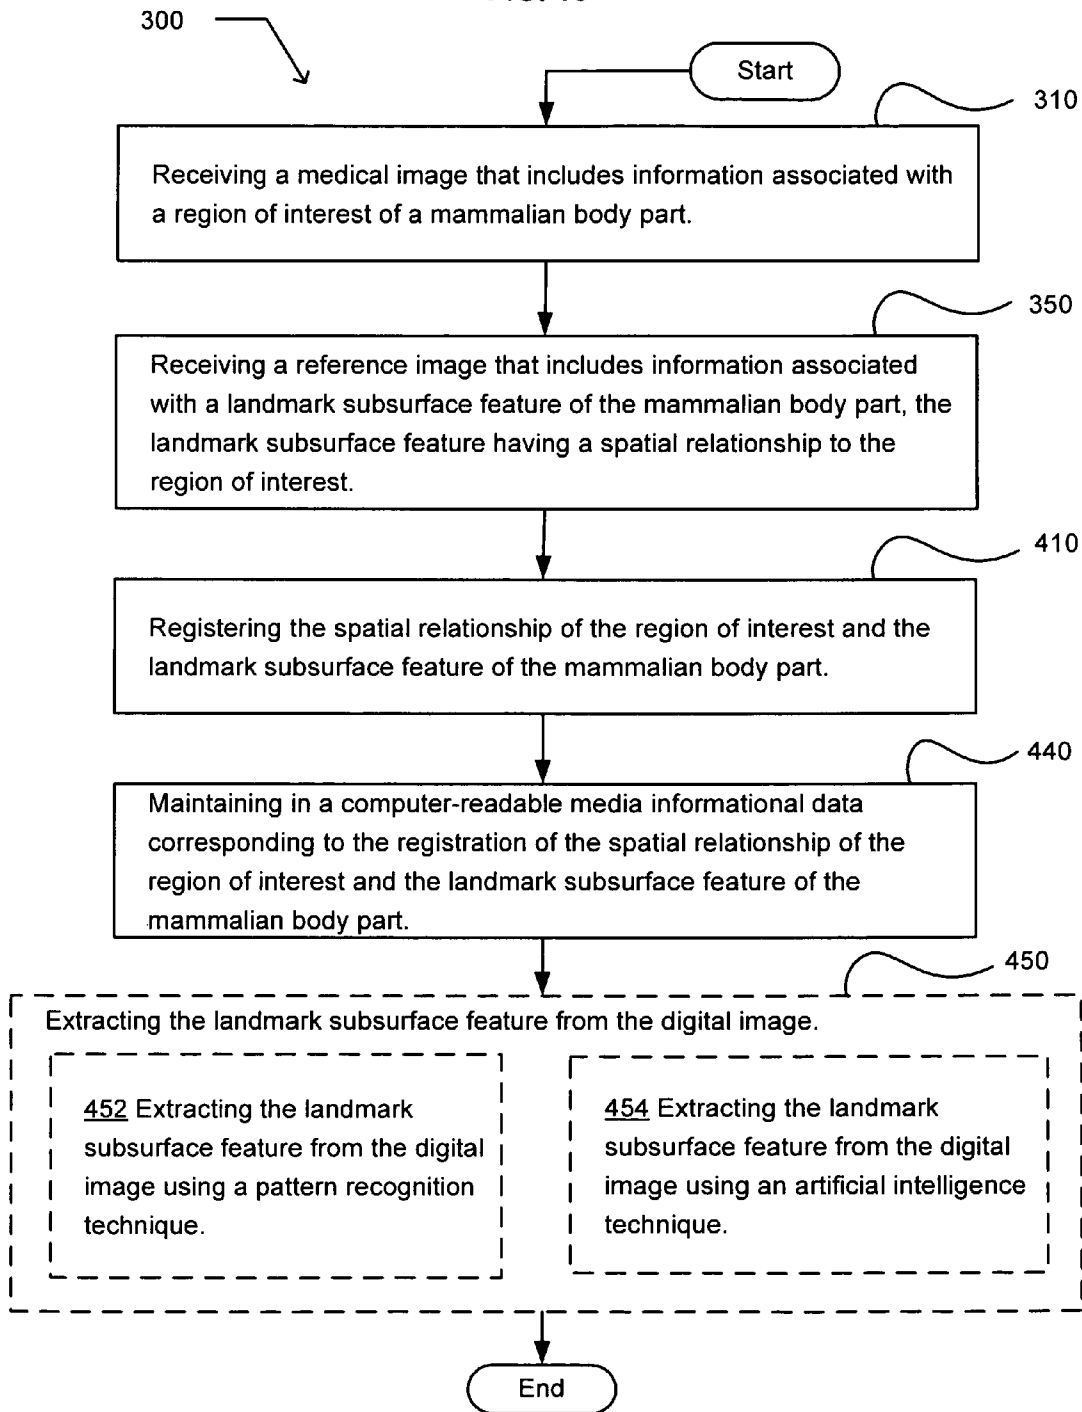 300
Start
310
Receiving a medical image that includes information associated with
a region of interest of a mammalian body part.
350
Receiving a reference image that includes information associated
with a landmark subsurface feature of the mammalian body part, the
landmark subsurface feature having a spatial relationship to the
region of interest.
410
Registering the spatial relationship of the region of interest and the
landmark subsurface feature of the mammalian body part.
440
Maintaining in a computer-readable media informational data
corresponding to the registration of the spatial relationship of the
region of interest and the landmark subsurface feature of the
mammalian body part.
450
Extracting the landmark subsurface feature from the digital image.
452 Extracting the landmark
subsurface feature from the digital
image using a pattern recognition
technique.
454 Extracting the landmark
subsurface feature from the digital
image using an artificial intelligence
technique.
End